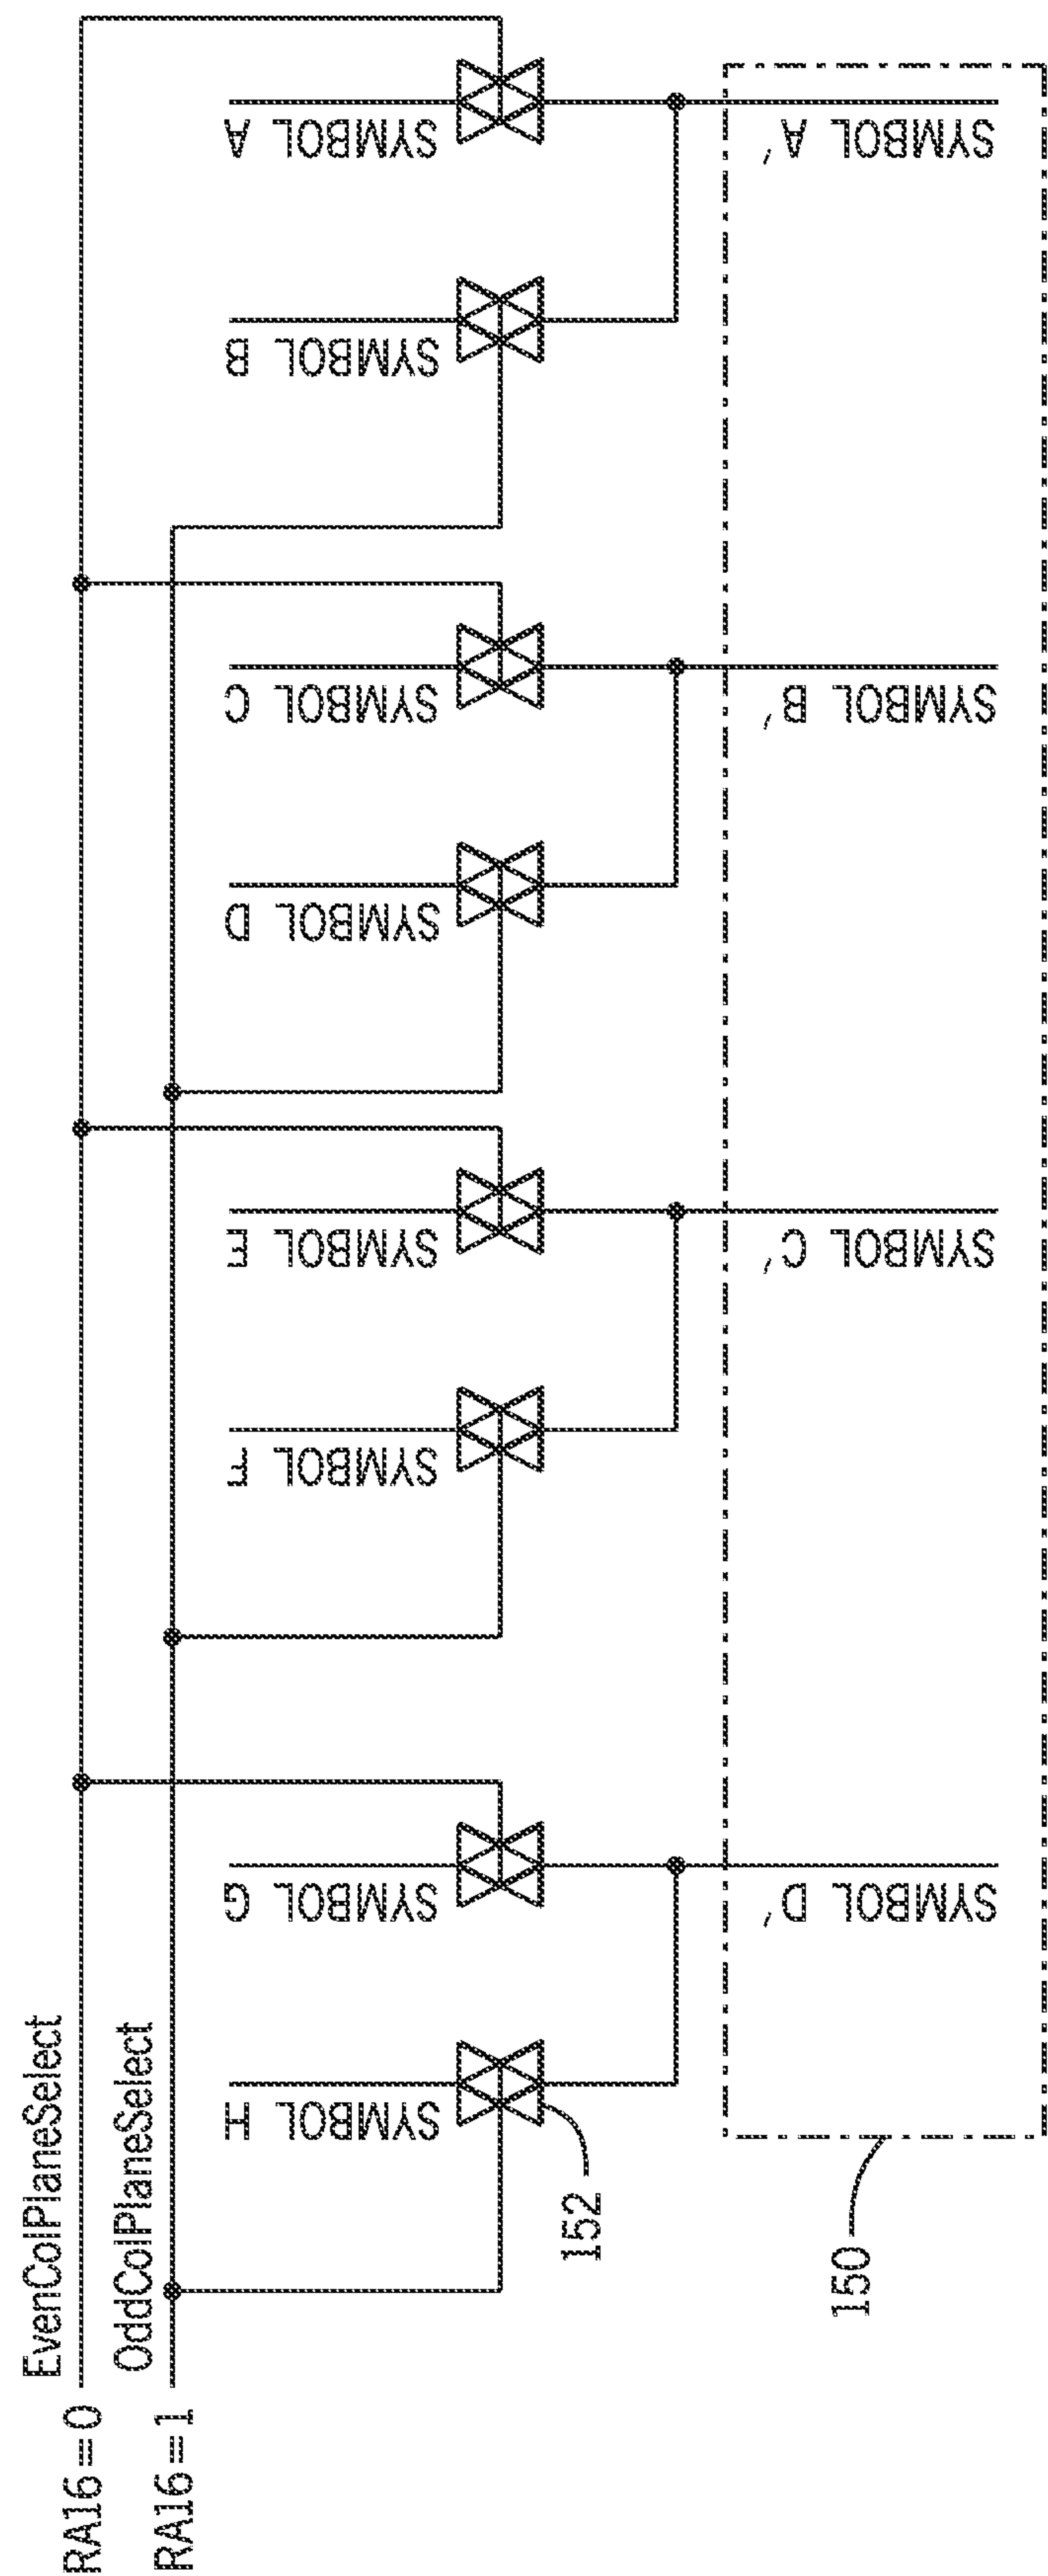 RA16=0
EvenColPlaneSelect
RA16=1
OddColPlaneSelect
SYMBOL H
SYMBOL G
SYMBOL F
SYMBOL E
SYMBOL D
SYMBOL C
SYMBOL B
SYMBOL A
152
150
SYMBOL D'
SYMBOL C'
SYMBOL B'
SYMBOL A'